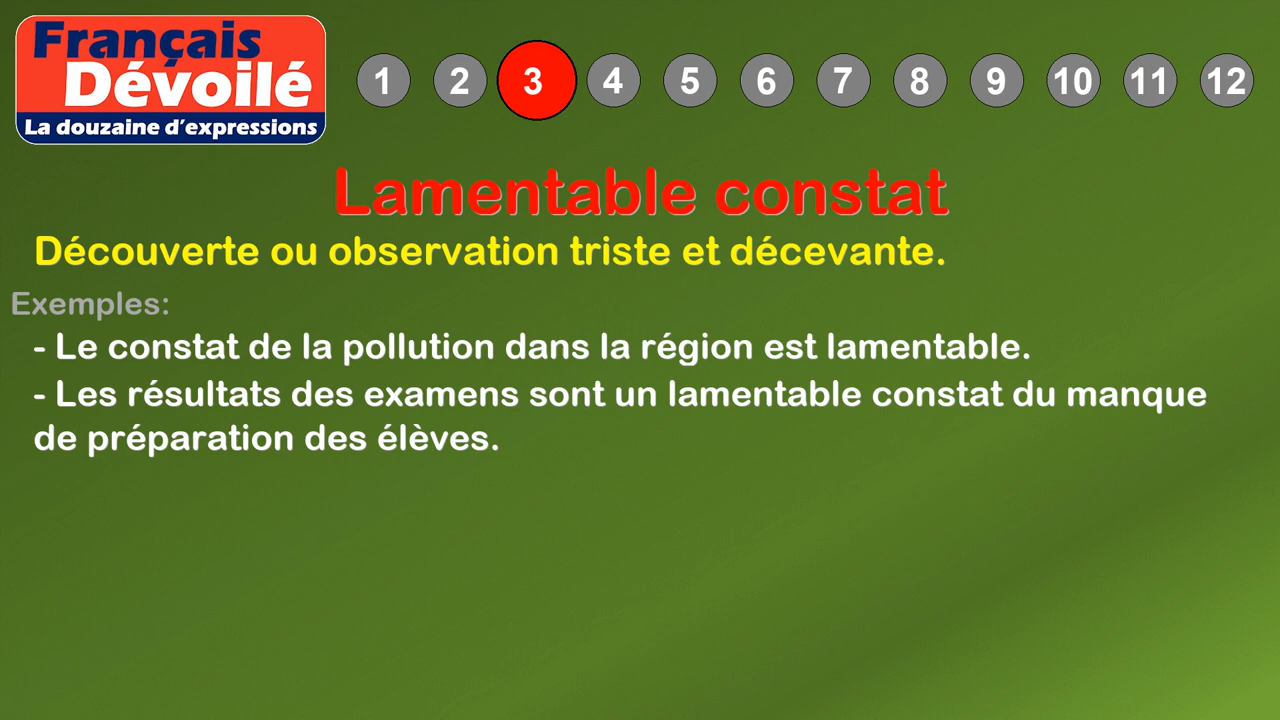 Français
Dévoilé
La douzaine d'expressions
1 2 3 4 5 6 7 8 9 10 11 12
Lamentable constat
Découverte ou observation triste et décevante.
Exemples:
- Le constat de la pollution dans la région est lamentable.
- Les résultats des examens sont un lamentable constat du manque
de préparation des élèves.